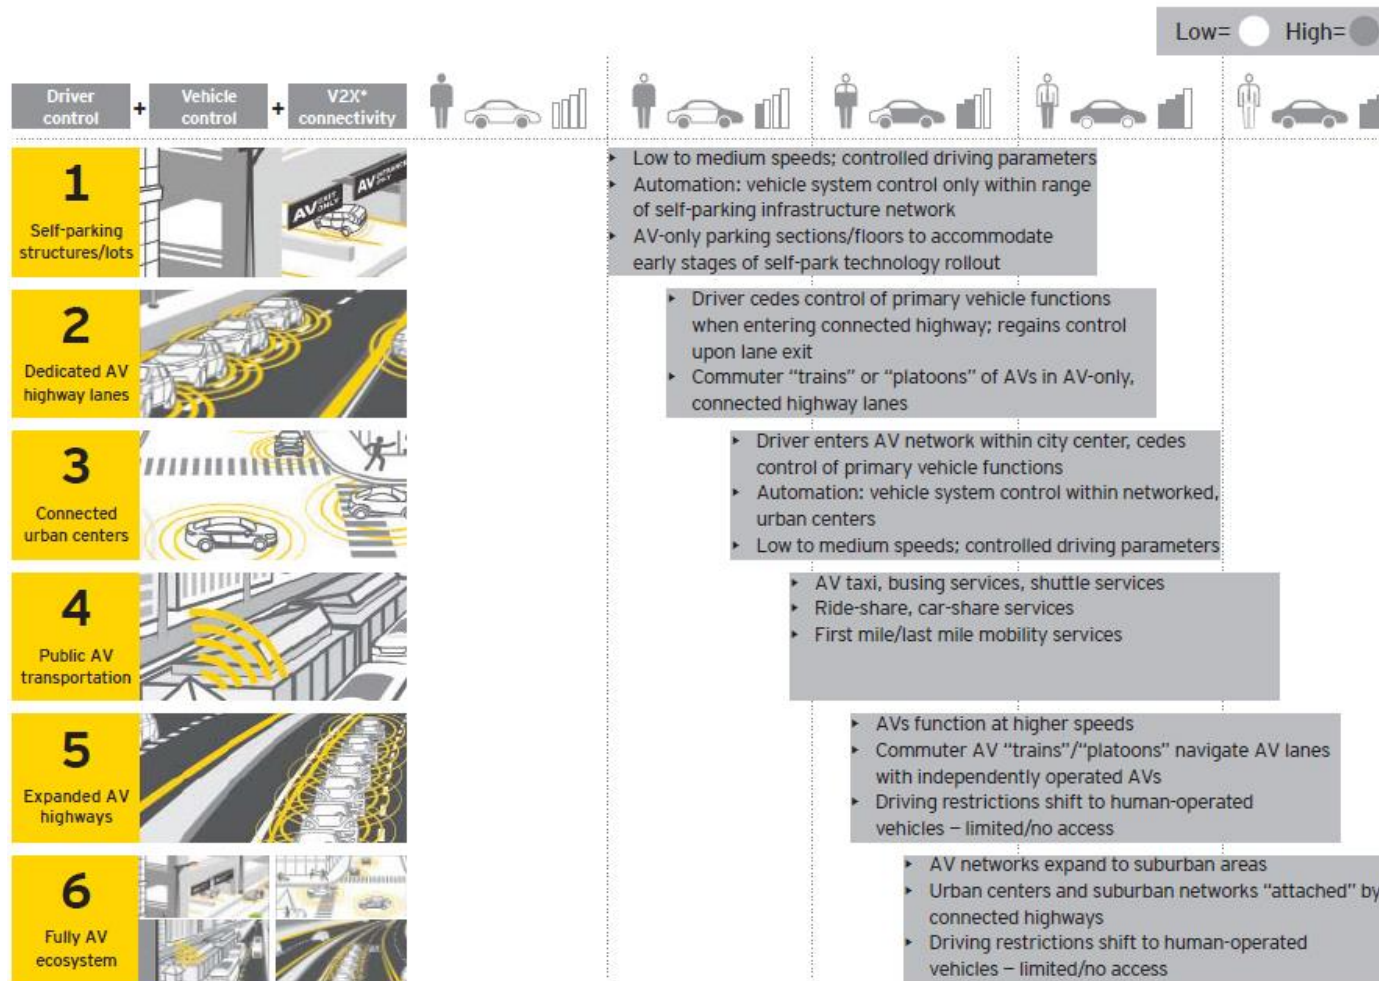 Low= High=
Driver control + Vehicle control + V2X* connectivity
1
Self-parking
structures/lots
AV EXIT ONLY
AV ENTRANCE ONLY
▸ Low to medium speeds; controlled driving parameters
▸ Automation: vehicle system control only within range
of self-parking infrastructure network
▸ AV-only parking sections/floors to accommodate
early stages of self-park technology rollout
2
Dedicated AV
highway lanes
▸ Driver cedes control of primary vehicle functions
when entering connected highway; regains control
upon lane exit
▸ Commuter “trains” or “platoons” of AVs in AV-only,
connected highway lanes
3
Connected
urban centers
▸ Driver enters AV network within city center, cedes
control of primary vehicle functions
▸ Automation: vehicle system control within networked,
urban centers
▸ Low to medium speeds; controlled driving parameters
4
Public AV
transportation
▸ AV taxi, busing services, shuttle services
▸ Ride-share, car-share services
▸ First mile/last mile mobility services
5
Expanded AV
highways
▸ AVs function at higher speeds
▸ Commuter AV “trains”/“platoons” navigate AV lanes
with independently operated AVs
▸ Driving restrictions shift to human-operated
vehicles – limited/no access
6
Fully AV
ecosystem
▸ AV networks expand to suburban areas
▸ Urban centers and suburban networks “attached” by
connected highways
▸ Driving restrictions shift to human-operated
vehicles – limited/no access